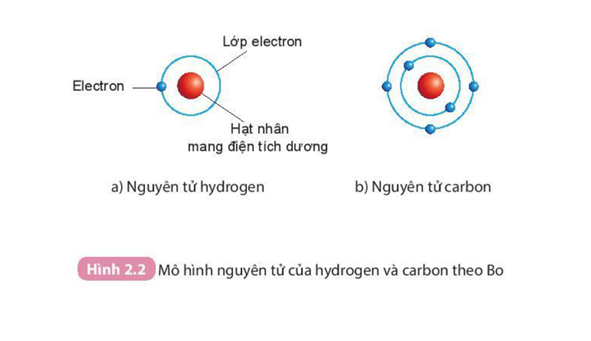 Lớp electron
Electron
Hạt nhân
mang điện tích dương
a) Nguyên tử hydrogen
b) Nguyên tử carbon
Hình 2.2 Mô hình nguyên tử của hydrogen và carbon theo Bo